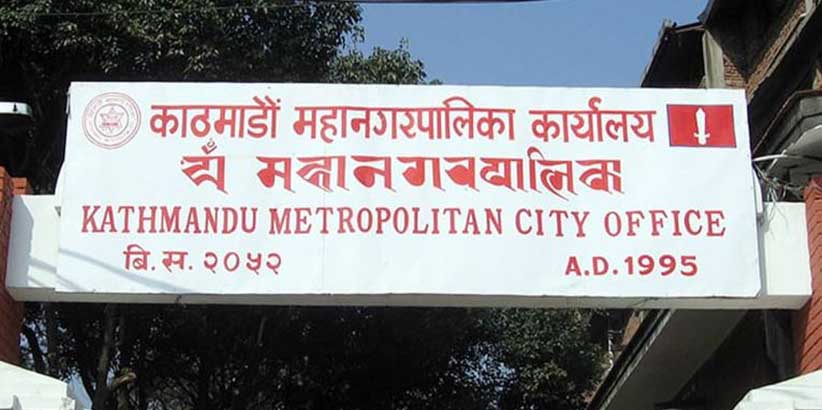 काठमाडौं महानगरपालिका कार्यालय
𑐩𑐴𑐵𑐣𑐐𑐬𑐥𑐵𑐮𑐶𑐎𑐵
KATHMANDU METROPOLITAN CITY OFFICE
बि.स. २०५२ A.D. 1995